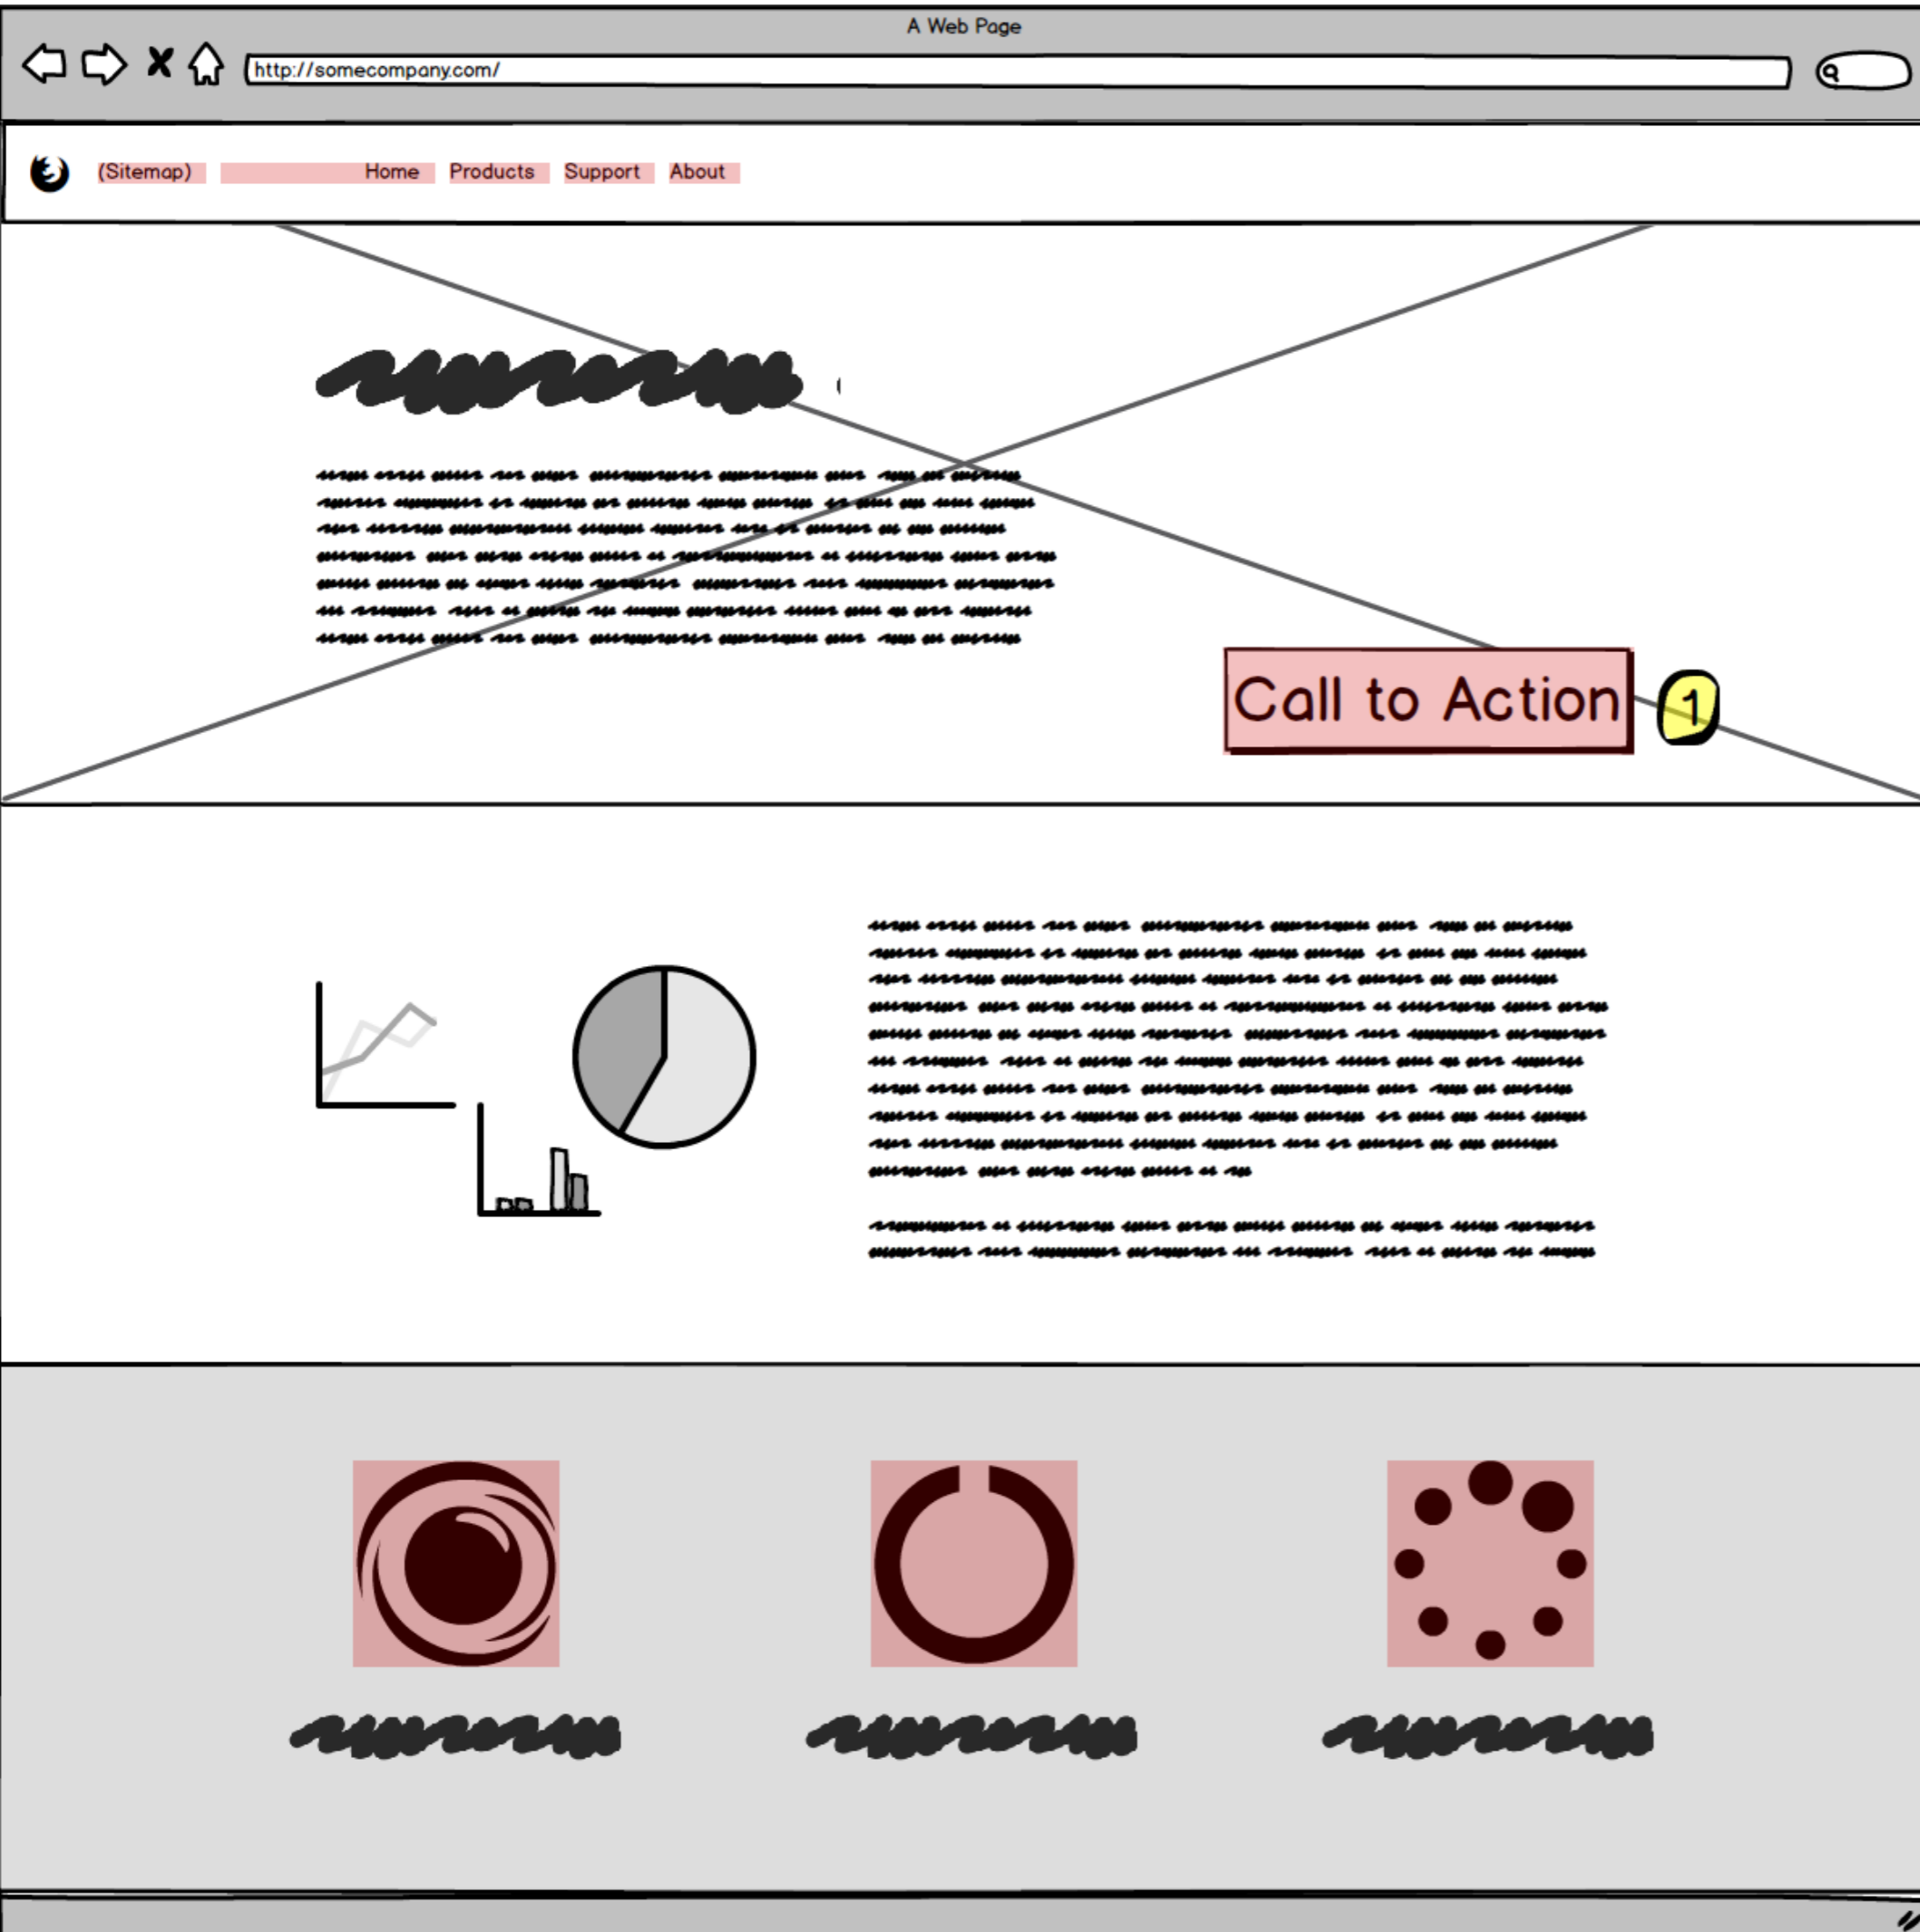 A Web Page
http://somecompany.com/
(Sitemap) Home Products Support About
Call to Action 1